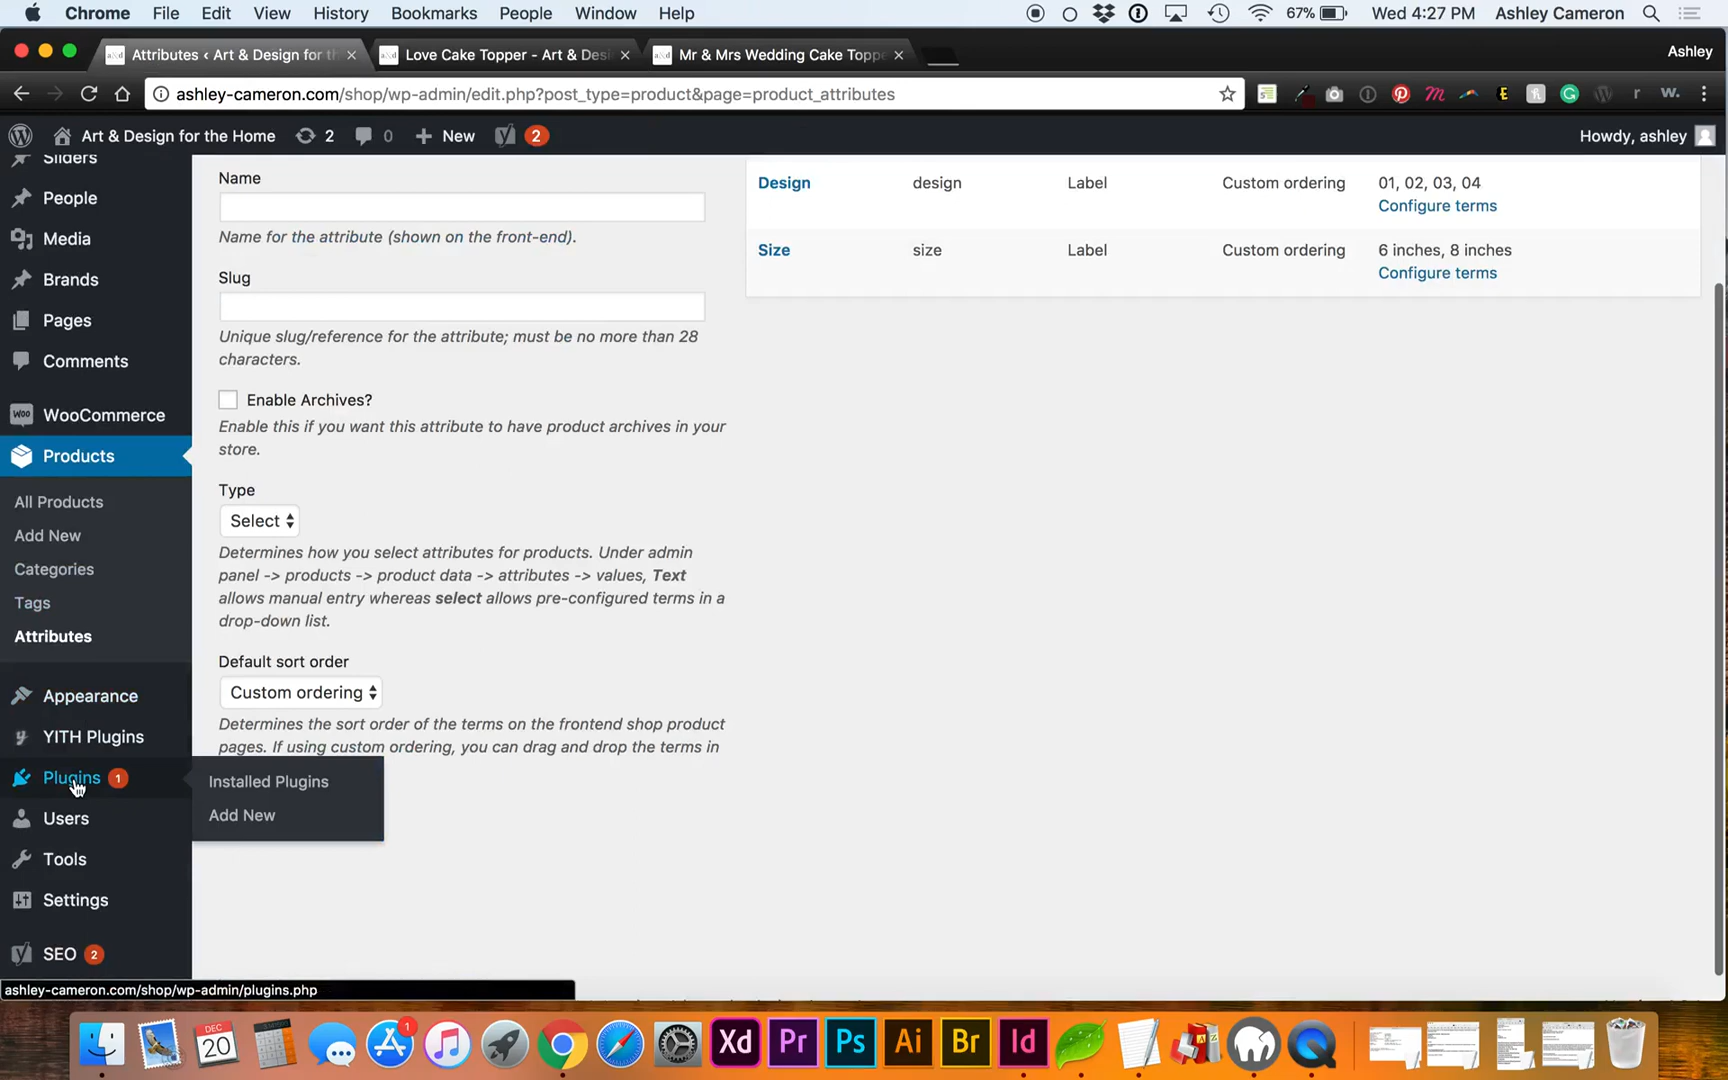 Chrome File Edit View History Bookmarks People Window Help 67% Wed 4:27 PM Ashley Cameron
Attributes ‹ Art & Design for th Love Cake Topper - Art & Desi Mr & Mrs Wedding Cake Toppe Ashley
ashley-cameron.com/shop/wp-admin/edit.php?post_type=product&page=product_attributes
Art & Design for the Home 2 0 New 2 Howdy, ashley
Sliders
People
Media
Brands
Pages
Comments
WooCommerce
Products
All Products
Add New
Categories
Tags
Attributes
Appearance
YITH Plugins
Plugins 1
Users
Tools
Settings
SEO 2
Installed Plugins
Add New
Name
Name for the attribute (shown on the front-end).
Slug
Unique slug/reference for the attribute; must be no more than 28
characters.
Enable Archives?
Enable this if you want this attribute to have product archives in your
store.
Type
Select
Determines how you select attributes for products. Under admin
panel -> products -> product data -> attributes -> values, Text
allows manual entry whereas select allows pre-configured terms in a
drop-down list.
Default sort order
Custom ordering
Determines the sort order of the terms on the frontend shop product
pages. If using custom ordering, you can drag and drop the terms in
Design design Label Custom ordering 01, 02, 03, 04
Configure terms
Size size Label Custom ordering 6 inches, 8 inches
Configure terms
ashley-cameron.com/shop/wp-admin/plugins.php
DEC
20
1
Xd Pr Ps Ai Br Id